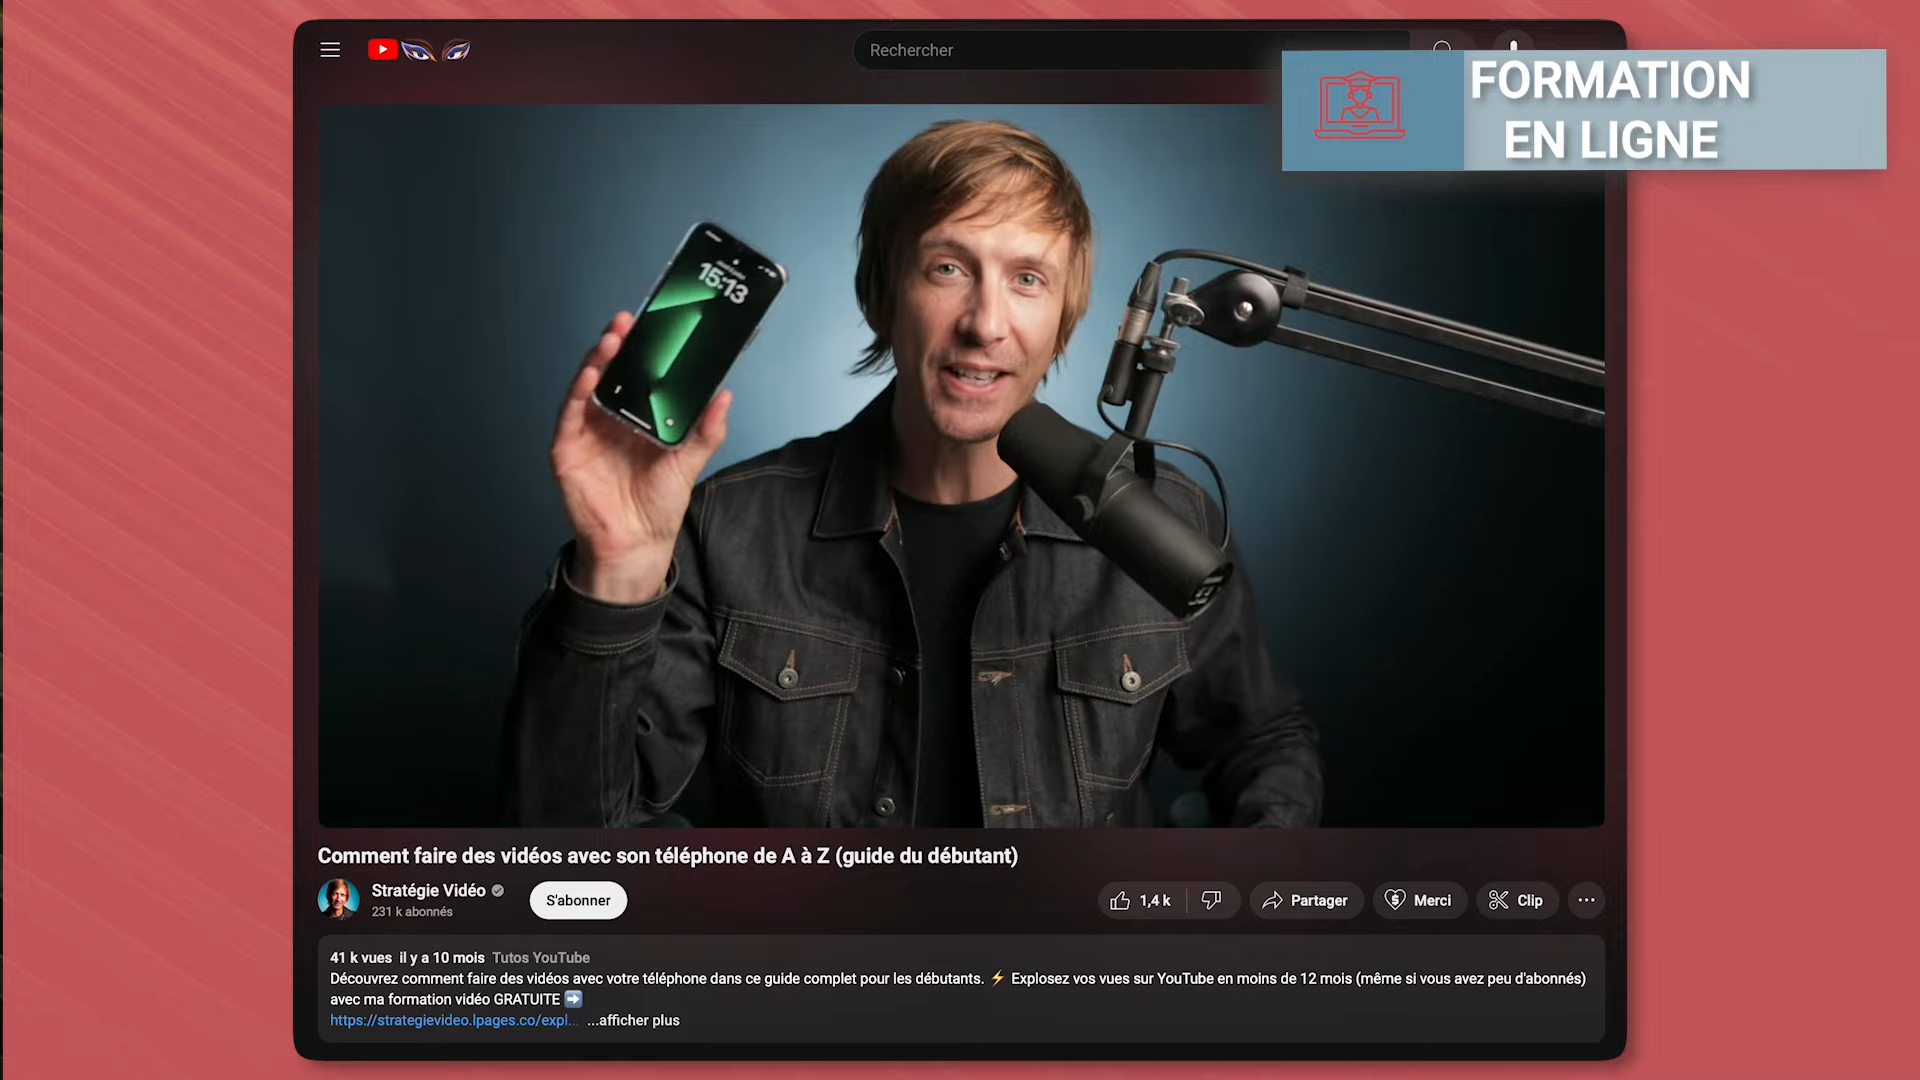 Rechercher
FORMATION
EN LIGNE
15:13
Comment faire des vidéos avec son téléphone de A à Z (guide du débutant)
Stratégie Vidéo
231 k abonnés
S'abonner
1,4 k
Partager
Merci
Clip
41 k vues il y a 10 mois Tutos YouTube
Découvrez comment faire des vidéos avec votre téléphone dans ce guide complet pour les débutants. ⚡ Explosez vos vues sur YouTube en moins de 12 mois (même si vous avez peu d'abonnés)
avec ma formation vidéo GRATUITE ➡️
https://strategievideo.lpages.co/expl... ...afficher plus